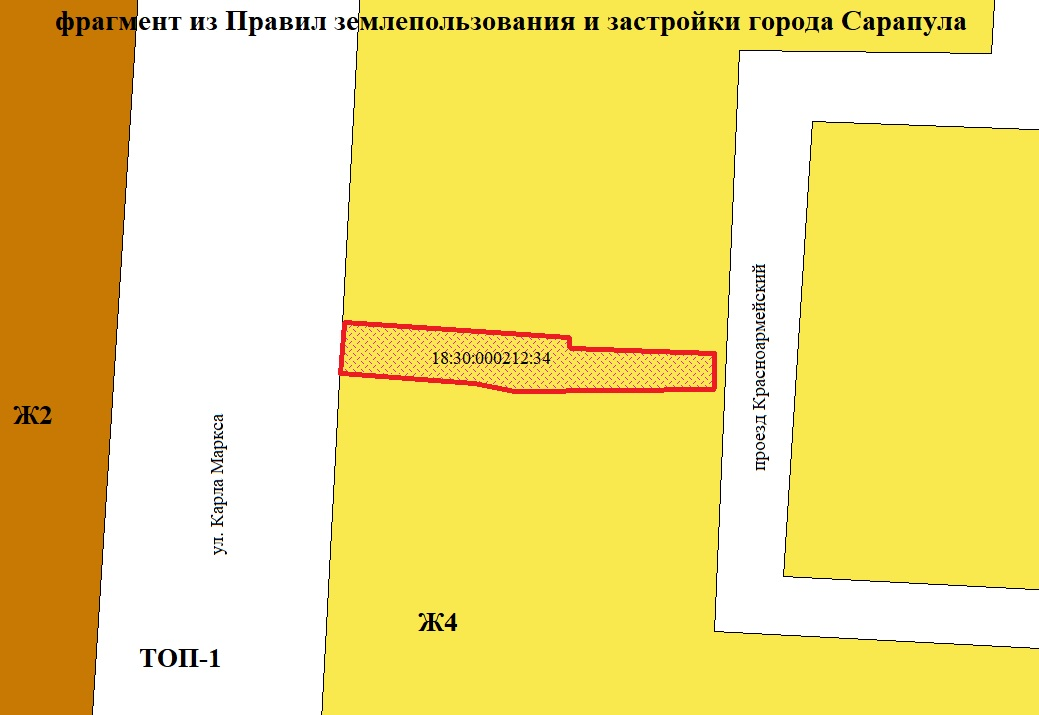 фрагмент из Правил землепользования и застройки города Сарапула
18:30:000212:34
проезд Красноармейский
Ж2
ул. Карла Маркса
Ж4
ТОП-1